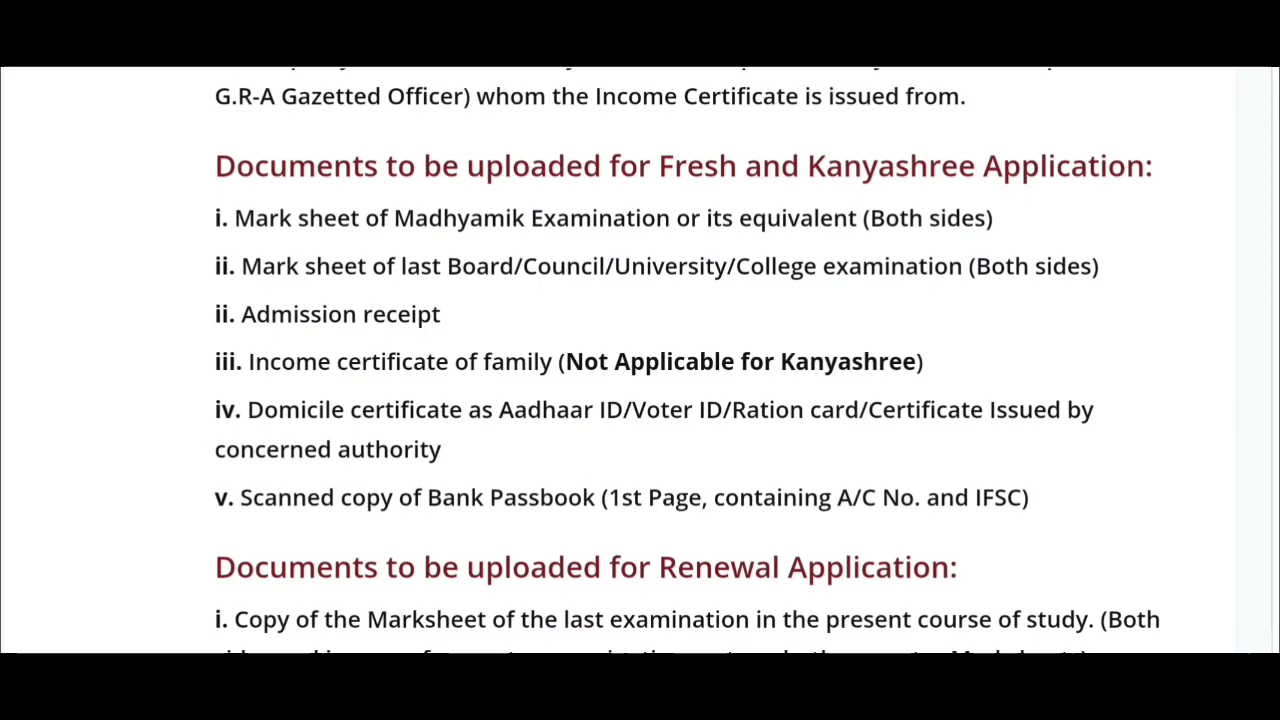 G.R-A Gazetted Officer) whom the Income Certificate is issued from.
Documents to be uploaded for Fresh and Kanyashree Application:
i. Mark sheet of Madhyamik Examination or its equivalent (Both sides)
ii. Mark sheet of last Board/Council/University/College examination (Both sides)
ii. Admission receipt
iii. Income certificate of family (Not Applicable for Kanyashree)
iv. Domicile certificate as Aadhaar ID/Voter ID/Ration card/Certificate Issued by
concerned authority
v. Scanned copy of Bank Passbook (1st Page, containing A/C No. and IFSC)
Documents to be uploaded for Renewal Application:
i. Copy of the Marksheet of the last examination in the present course of study. (Both